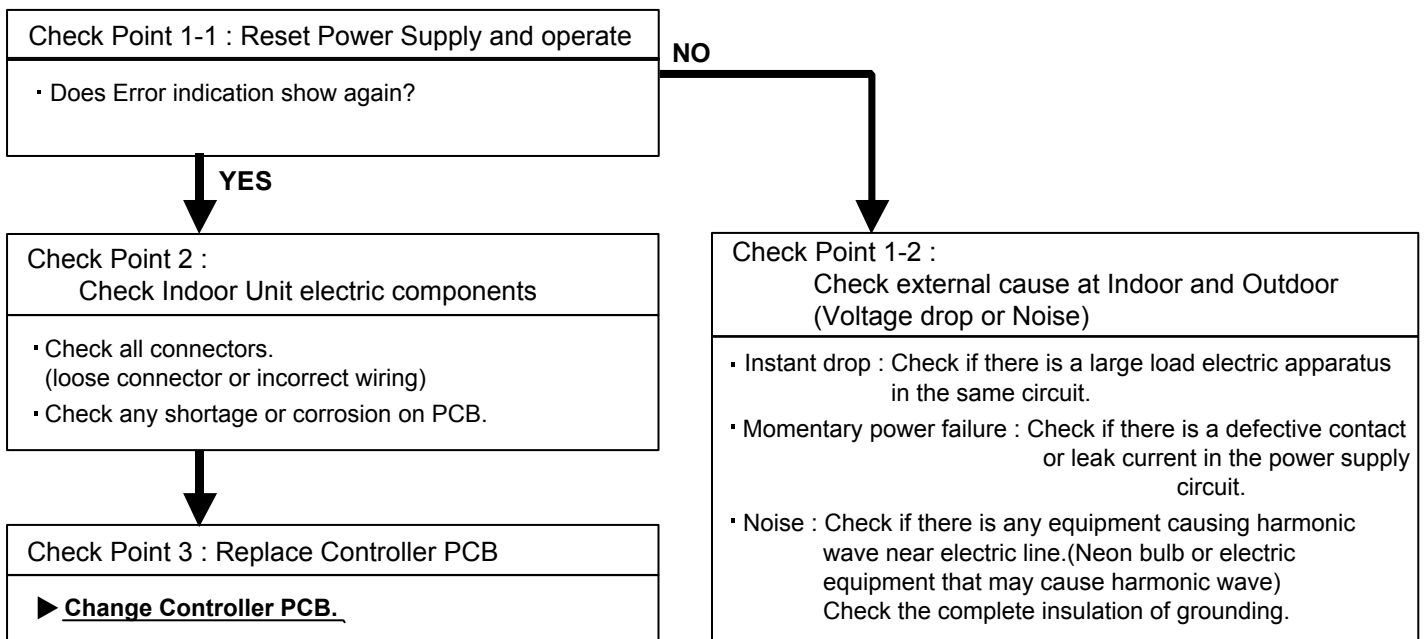 Check Point 1-1 : Reset Power Supply and operate
・Does Error indication show again?
NO
YES
Check Point 2 :
Check Indoor Unit electric components
・Check all connectors.
(loose connector or incorrect wiring)
・Check any shortage or corrosion on PCB.
Check Point 3 : Replace Controller PCB
▶Change Controller PCB.
Check Point 1-2 :
Check external cause at Indoor and Outdoor
(Voltage drop or Noise)
・Instant drop : Check if there is a large load electric apparatus
in the same circuit.
・Momentary power failure : Check if there is a defective contact
or leak current in the power supply
circuit.
・Noise : Check if there is any equipment causing harmonic
wave near electric line.(Neon bulb or electric
equipment that may cause harmonic wave)
Check the complete insulation of grounding.